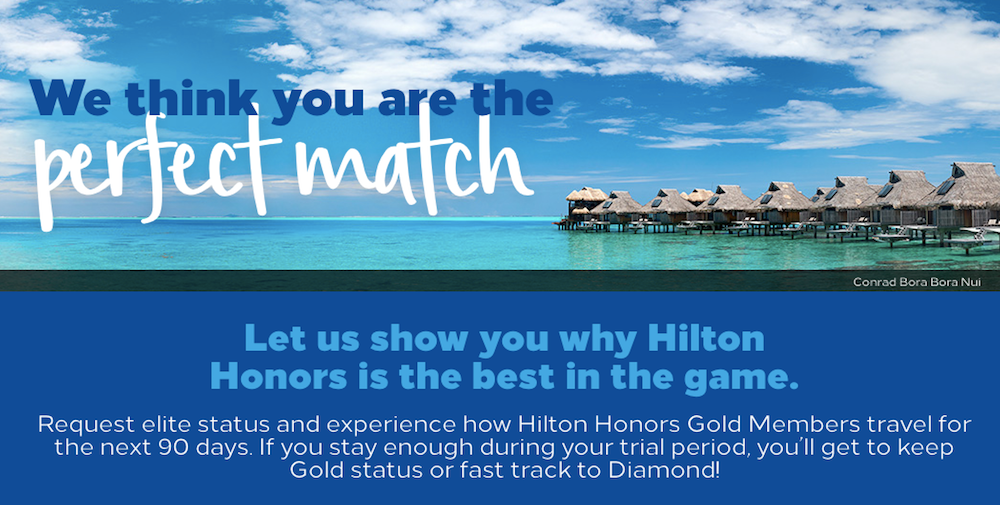 We think you are the
perfect match
Conrad Bora Bora Nui
Let us show you why Hilton
Honors is the best in the game.
Request elite status and experience how Hilton Honors Gold Members travel for
the next 90 days. If you stay enough during your trial period, you'll get to keep
Gold status or fast track to Diamond!